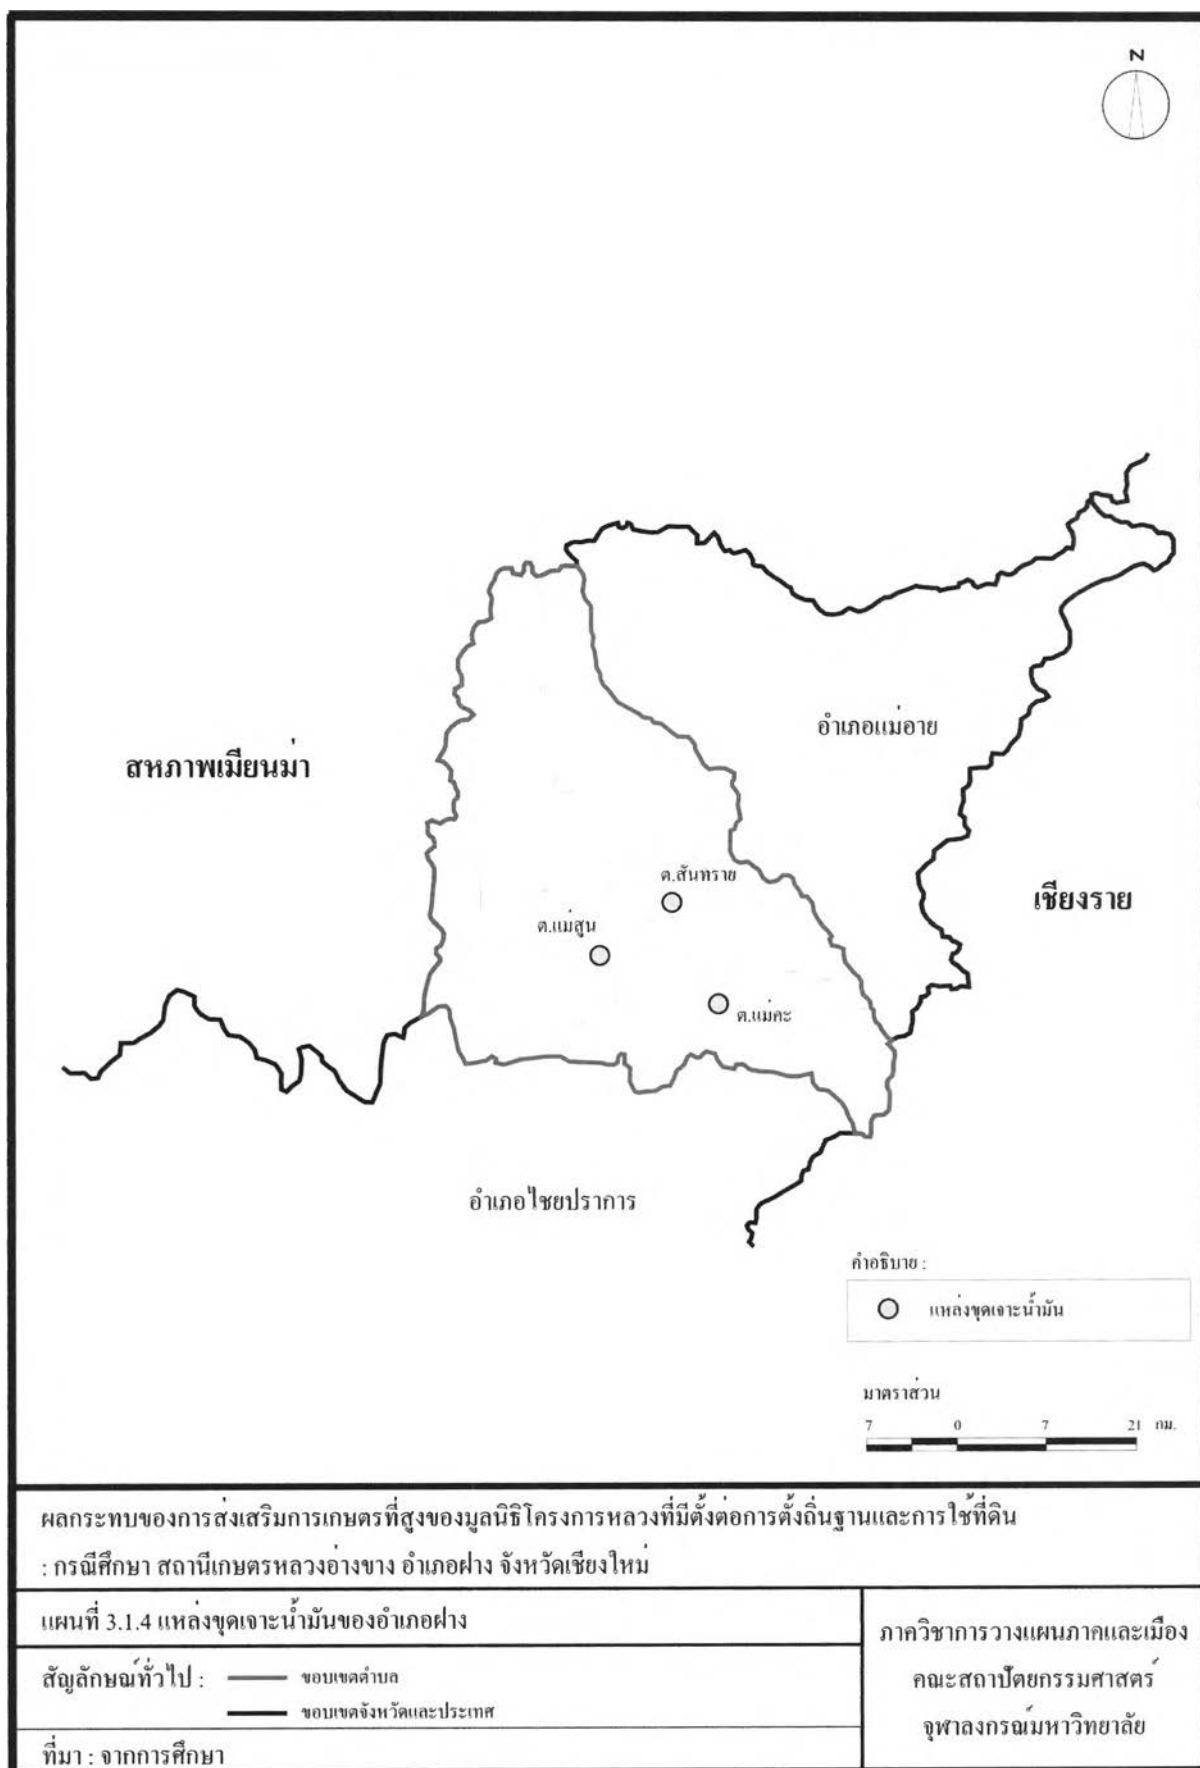 N
อำเภอแม่อาย
สหภาพเมียนม่า
ต.สันทราย
เชียงราย
ต.แม่สูน
ต.แม่คะ
อำเภอไชยปราการ
คำอธิบาย :
แหล่งขุดเจาะน้ำมัน
มาตราส่วน
7 0 7 21 กม.
ผลกระทบของการส่งเสริมการเกษตรที่สูงของมูลนิธิโครงการหลวงที่มีตั้งต่อการตั้งถิ่นฐานและการใช้ที่ดิน
: กรณีศึกษา สถานีเกษตรหลวงอ่างขาง อำเภอฝาง จังหวัดเชียงใหม่
แผนที่ 3.1.4 แหล่งขุดเจาะน้ำมันของอำเภอฝาง
สัญลักษณ์ทั่วไป : ขอบเขตตำบล
ขอบเขตจังหวัดและประเทศ
ที่มา : จากการศึกษา
ภาควิชาการวางแผนภาคและเมือง
คณะสถาปัตยกรรมศาสตร์
จุฬาลงกรณ์มหาวิทยาลัย